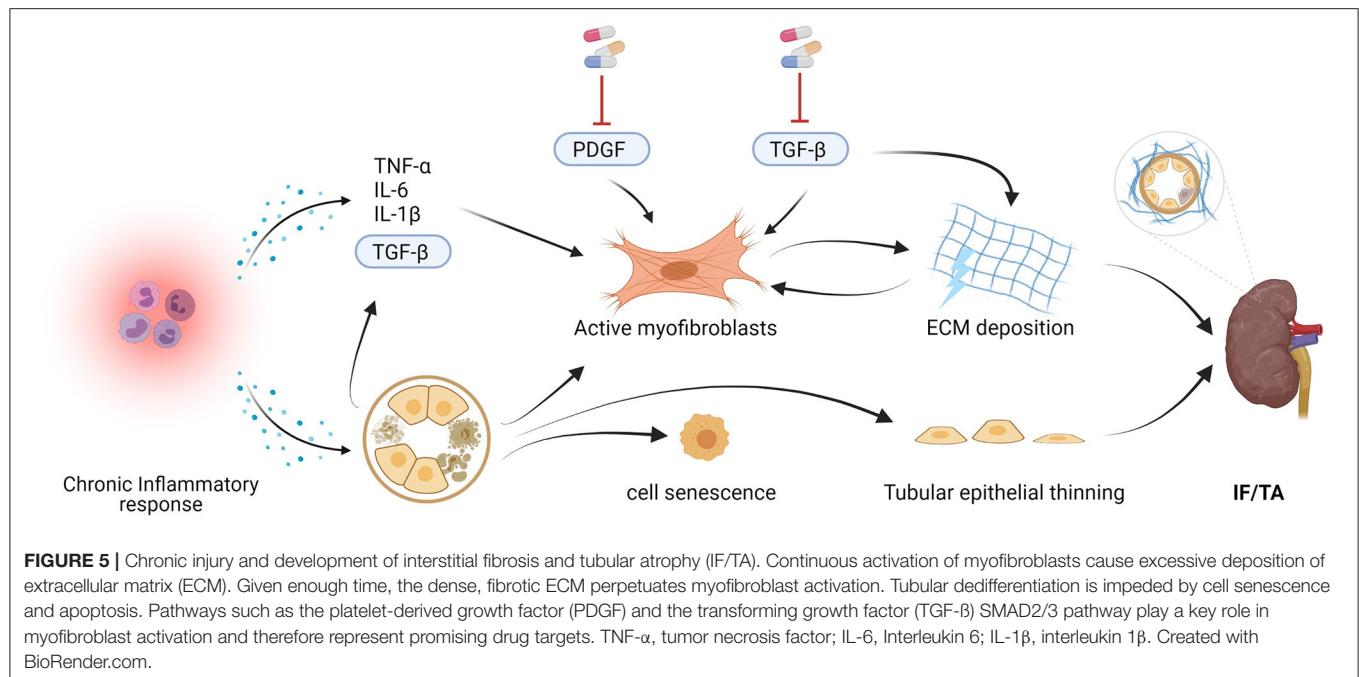 PDGF
TGF-β
TNF-α
IL-6
IL-1β
TGF-β
Active myofibroblasts
ECM deposition
Chronic Inflammatory
response
cell senescence
Tubular epithelial thinning
IF/TA
FIGURE 5 | Chronic injury and development of interstitial fibrosis and tubular atrophy (IF/TA). Continuous activation of myofibroblasts cause excessive deposition of
extracellular matrix (ECM). Given enough time, the dense, fibrotic ECM perpetuates myofibroblast activation. Tubular dedifferentiation is impeded by cell senescence
and apoptosis. Pathways such as the platelet-derived growth factor (PDGF) and the transforming growth factor (TGF-ß) SMAD2/3 pathway play a key role in
myofibroblast activation and therefore represent promising drug targets. TNF-α, tumor necrosis factor; IL-6, Interleukin 6; IL-1β, interleukin 1β. Created with
BioRender.com.